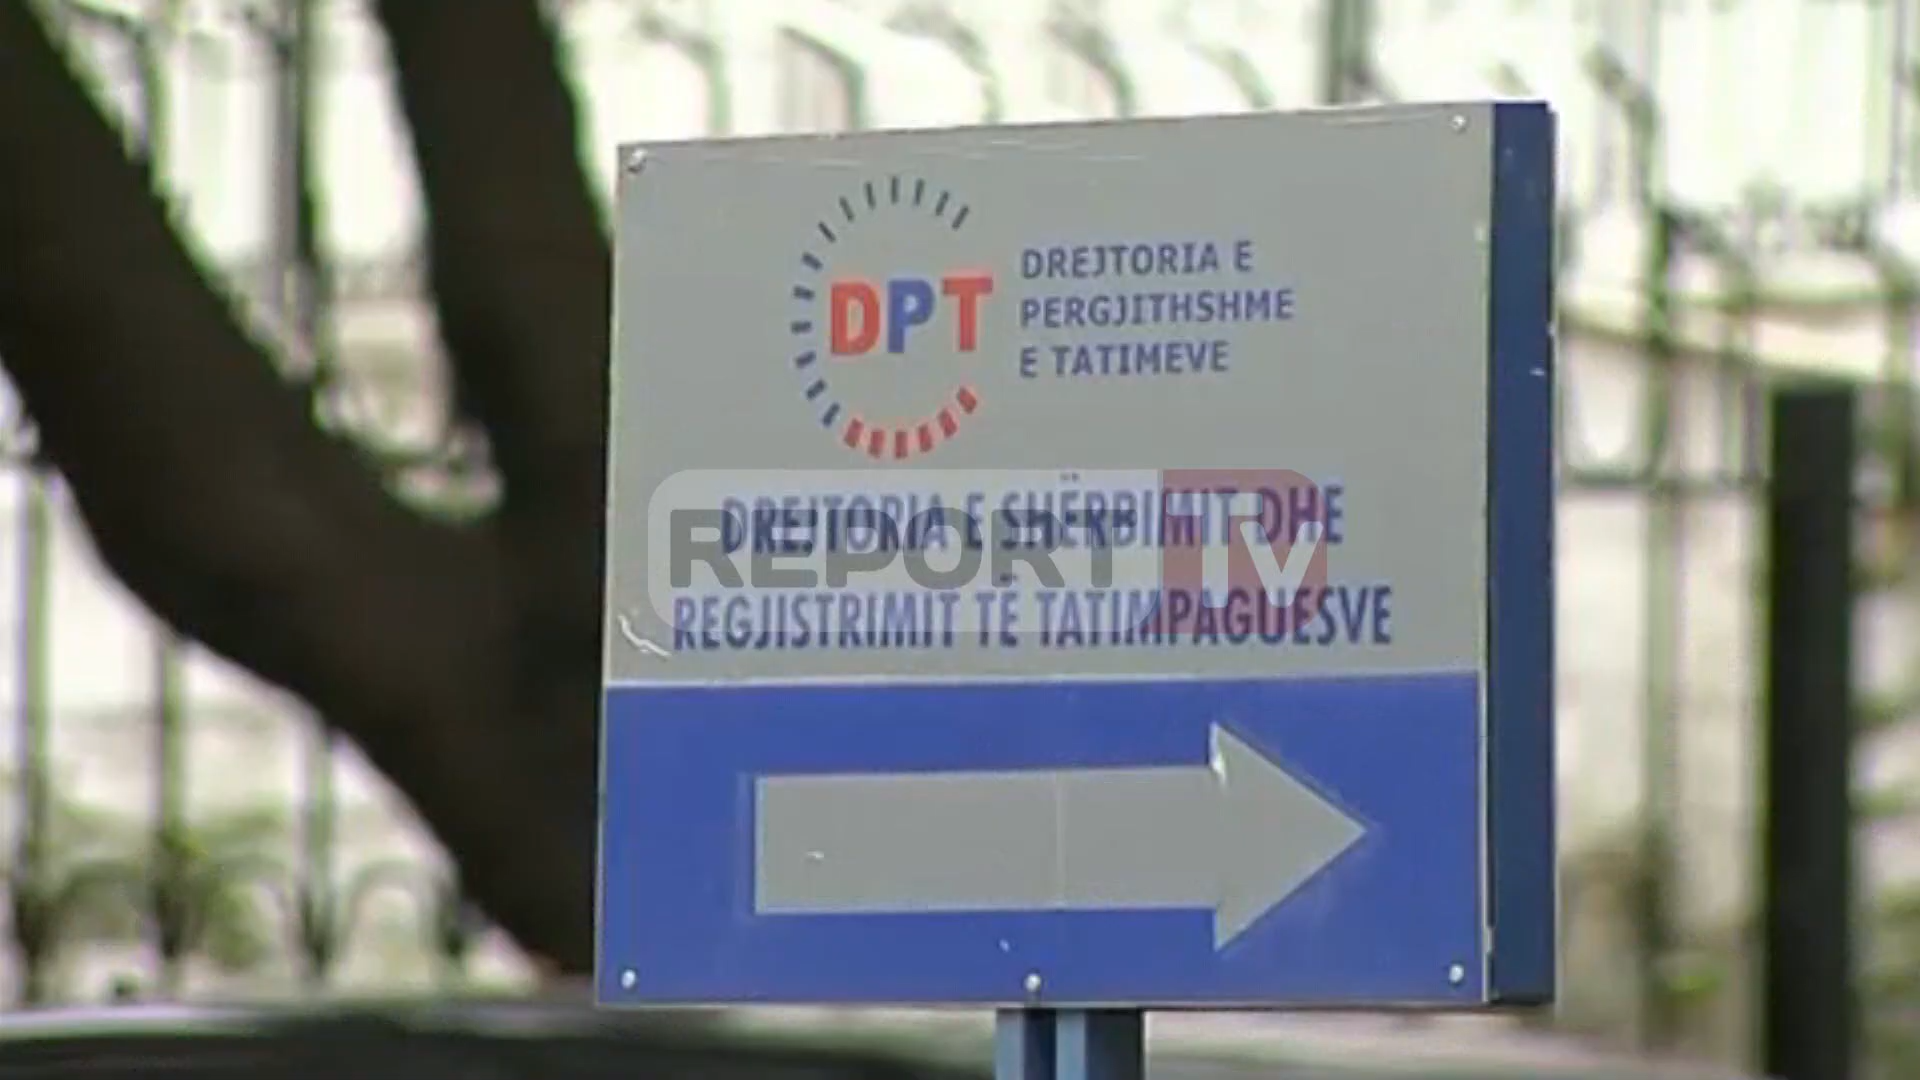 DPT
DREJTORIA E
PERGJITHSHME
E TATIMEVE
DREJTORIA E SHËRBIMIT DHE
REPORT TV
REGJISTRIMIT TË TATIMPAGUESVE